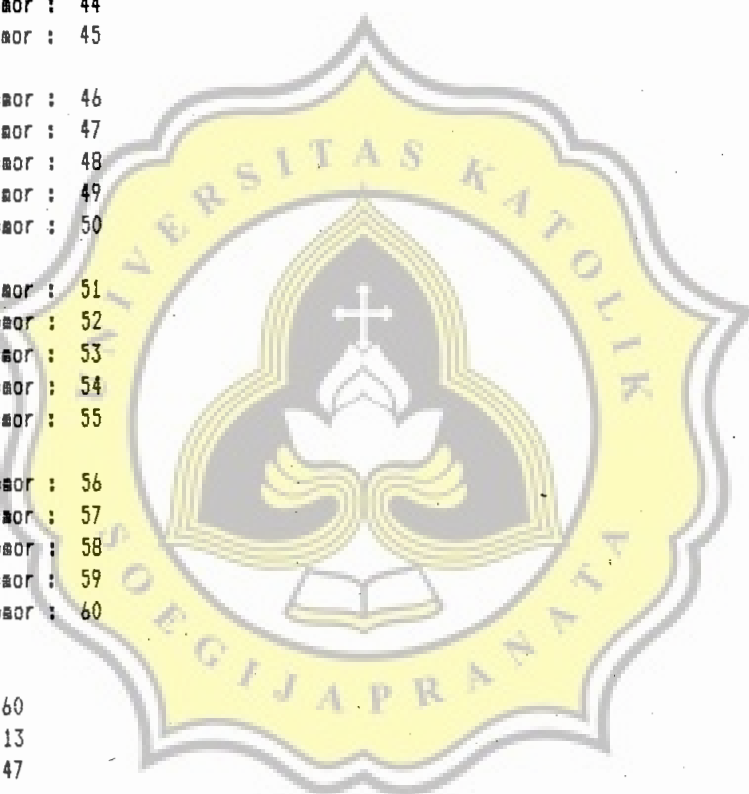 mor : 44
mor : 45
mor : 46
mor : 47
mor : 48
mor : 49
mor : 50
mor : 51
mor : 52
mor : 53
mor : 54
mor : 55
mor : 56
mor : 57
mor : 58
mor : 59
mor : 60
60
13
47
UNIVERSITAS KATOLIK
SOEGIJAPRANATA